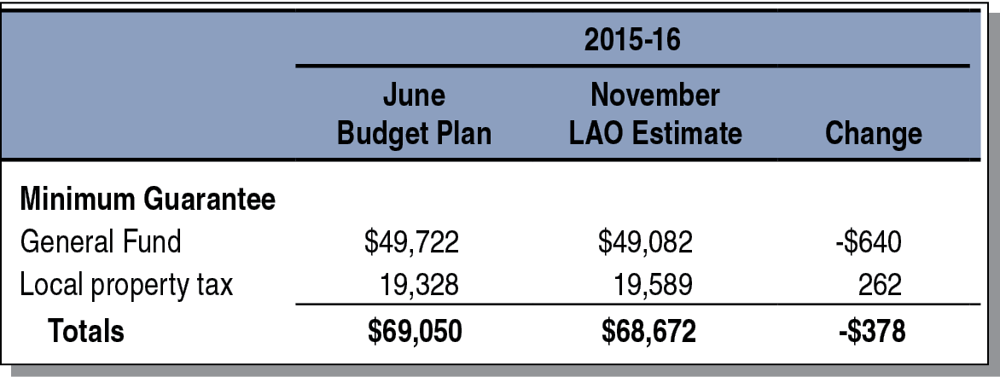 2015-16
June November
Budget Plan LAO Estimate Change
Minimum Guarantee
General Fund $49,722 $49,082 -$640
Local property tax 19,328 19,589 262
Totals $69,050 $68,672 -$378